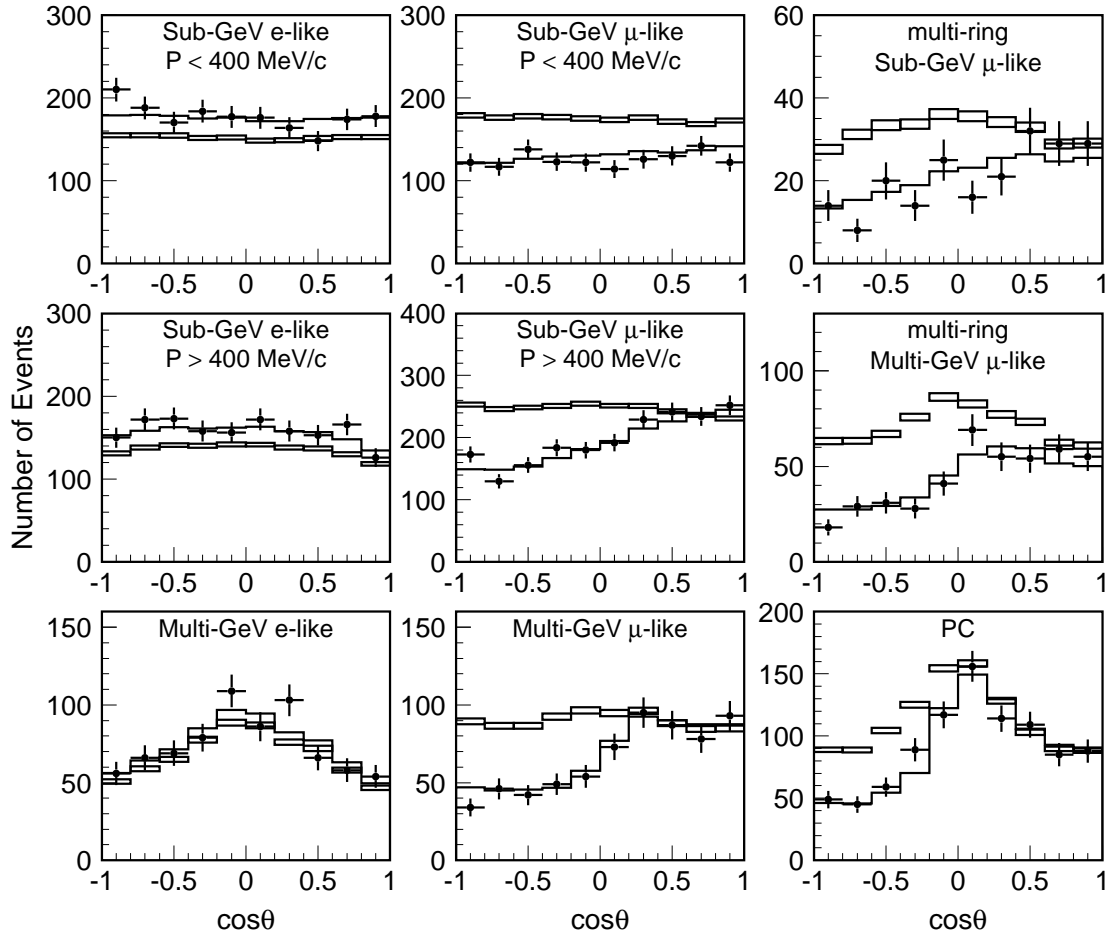 Number of Events
Sub-GeV e-like
P < 400 MeV/c
300
200
100
0
-1 -0.5 0 0.5 1
Sub-GeV μ-like
P < 400 MeV/c
300
200
100
0
-1 -0.5 0 0.5 1
multi-ring
Sub-GeV μ-like
60
40
20
0
-1 -0.5 0 0.5 1
Sub-GeV e-like
P > 400 MeV/c
300
200
100
0
-1 -0.5 0 0.5 1
Sub-GeV μ-like
P > 400 MeV/c
400
300
200
100
0
-1 -0.5 0 0.5 1
multi-ring
Multi-GeV μ-like
100
50
0
-1 -0.5 0 0.5 1
Multi-GeV e-like
150
100
50
0
-1 -0.5 0 0.5 1
cosθ
Multi-GeV μ-like
150
100
50
0
-1 -0.5 0 0.5 1
cosθ
PC
200
150
100
50
0
-1 -0.5 0 0.5 1
cosθ